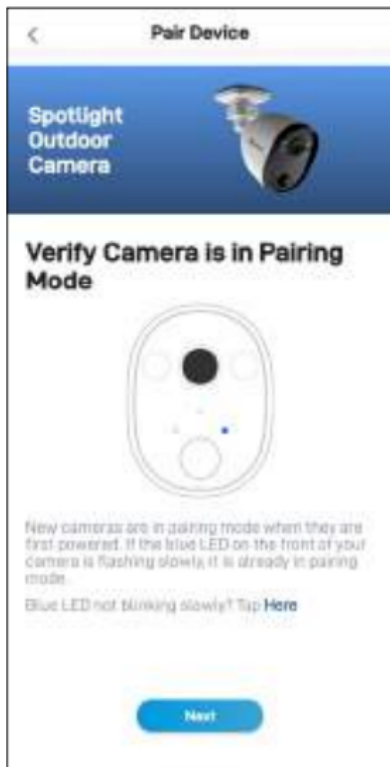 Pair Device
Spotlight
Outdoor
Camera
Verify Camera is in Pairing
Mode
New cameras are in pairing mode when they are
first powered. If the blue LED on the front of your
camera is flashing slowly, it is already in pairing
mode.
Blue LED not blinking slowly? Tap Here
Next